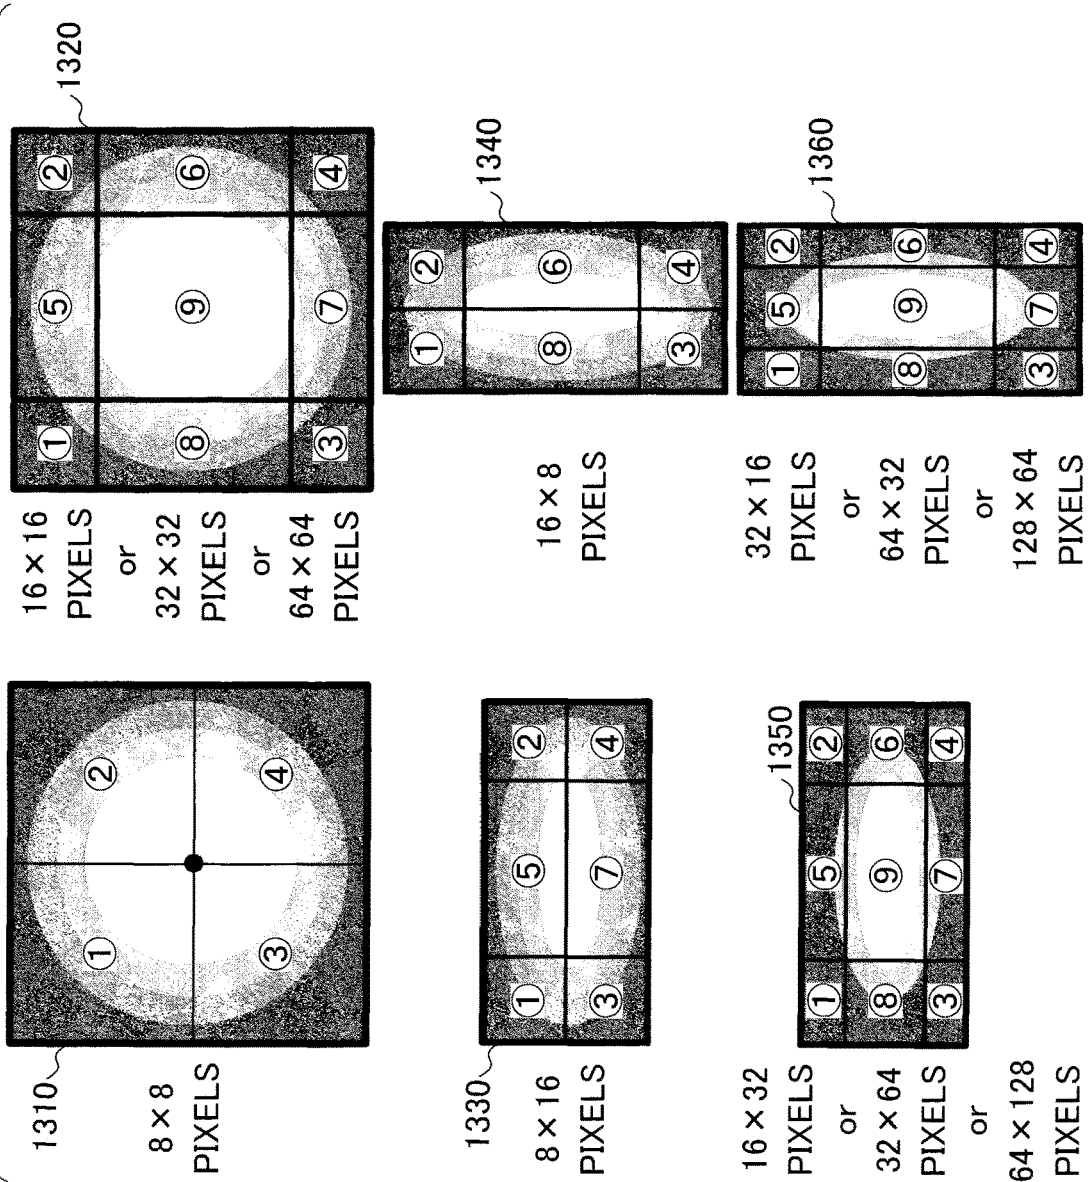 1310
8 × 8
PIXELS
① ②
③ ④
1320
16 × 16
PIXELS
or
32 × 32
PIXELS
or
64 × 64
PIXELS
① ⑤ ②
⑧ ⑨ ⑥
③ ⑦ ④
1330
8 × 16
PIXELS
① ⑤ ②
③ ⑦ ④
1340
16 × 8
PIXELS
① ②
⑧ ⑥
③ ④
1350
16 × 32
PIXELS
or
32 × 64
PIXELS
or
64 × 128
PIXELS
① ⑤ ②
⑧ ⑨ ⑥
③ ⑦ ④
1360
32 × 16
PIXELS
or
64 × 32
PIXELS
or
128 × 64
PIXELS
① ⑤ ②
⑧ ⑨ ⑥
③ ⑦ ④